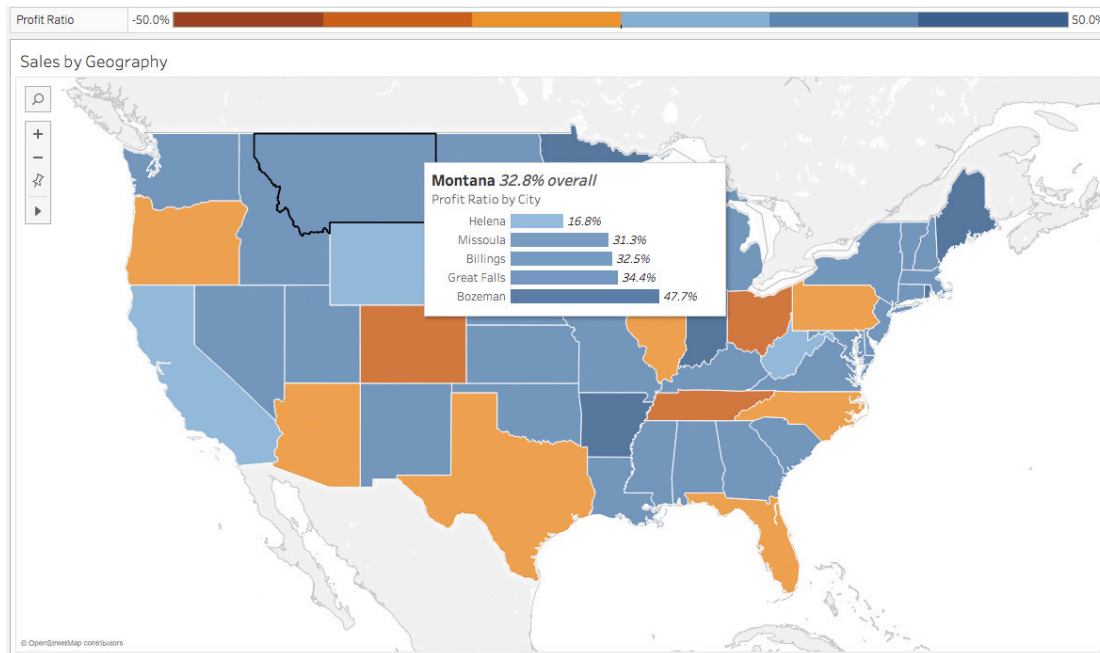 Profit Ratio -50.0% 50.0%
Sales by Geography
Montana 32.8% overall
Profit Ratio by City
Helena 16.8%
Missoula 31.3%
Billings 32.5%
Great Falls 34.4%
Bozeman 47.7%
© OpenStreetMap contributors